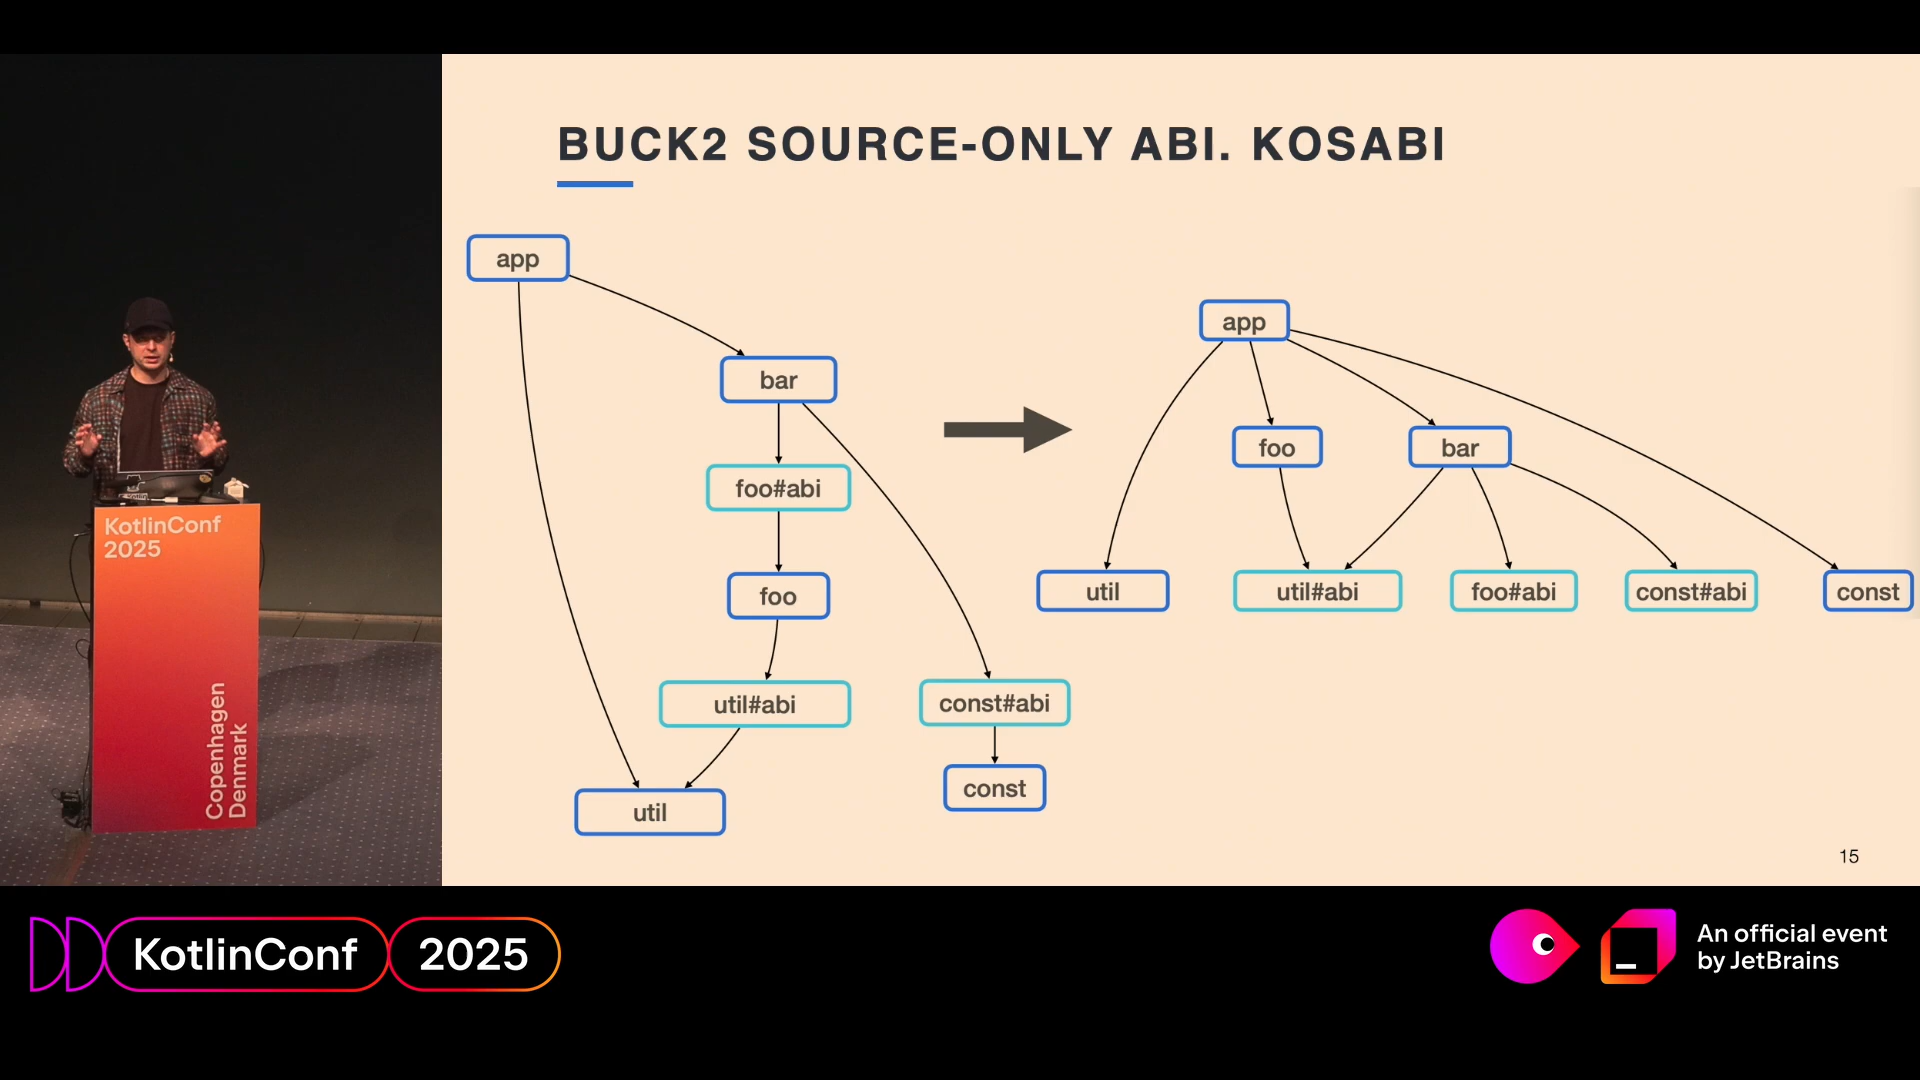 BUCK2 SOURCE-ONLY ABI. KOSABI
app
bar
foo#abi
foo
util#abi
const#abi
const
util
app
foo
bar
util
util#abi
foo#abi
const#abi
const
15
KotlinConf
2025
Copenhagen
Denmark
KotlinConf 2025
An official event
by JetBrains